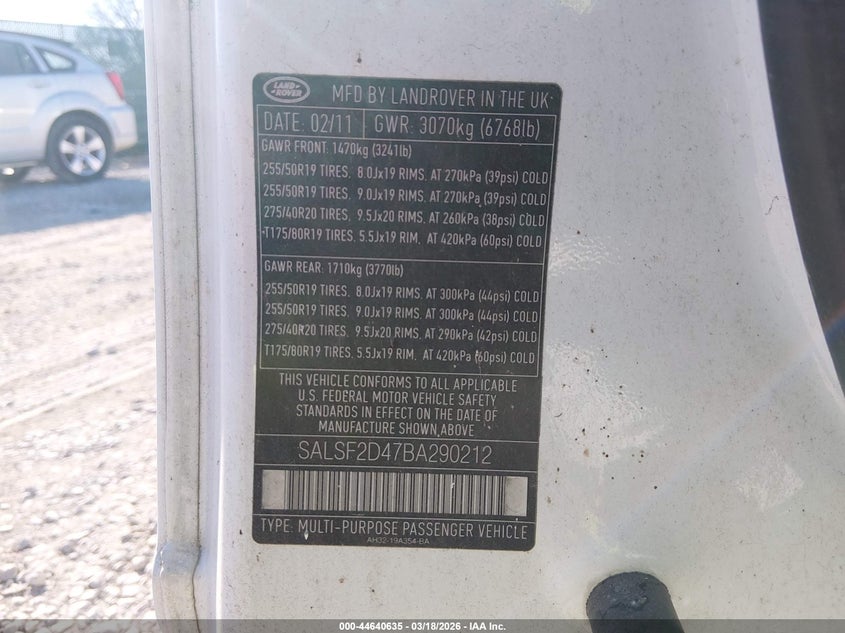 LAND ROVER
MFD BY LANDROVER IN THE UK
DATE: 02/11 GWR: 3070kg (6768lb)
GAWR FRONT: 1470kg (3241lb)
255/50R19 TIRES. 8.0Jx19 RIMS. AT 270kPa (39psi) COLD
255/50R19 TIRES. 9.0Jx19 RIMS. AT 270kPa (39psi) COLD
275/40R20 TIRES. 9.5Jx20 RIMS. AT 260kPa (38psi) COLD
T175/80R19 TIRES. 5.5Jx19 RIM. AT 420kPa (60psi) COLD
GAWR REAR: 1710kg (3770lb)
255/50R19 TIRES. 8.0Jx19 RIMS. AT 300kPa (44psi) COLD
255/50R19 TIRES. 9.0Jx19 RIMS. AT 300kPa (44psi) COLD
275/40R20 TIRES. 9.5Jx20 RIMS. AT 290kPa (42psi) COLD
T175/80R19 TIRES. 5.5Jx19 RIM. AT 420kPa (60psi) COLD
THIS VEHICLE CONFORMS TO ALL APPLICABLE
U.S. FEDERAL MOTOR VEHICLE SAFETY
STANDARDS IN EFFECT ON THE DATE OF
MANUFACTURE SHOWN ABOVE
SALSF2D47BA290212
TYPE: MULTI-PURPOSE PASSENGER VEHICLE
AH32-19A354-BA
000-44640635 - 03/18/2026 - IAA Inc.